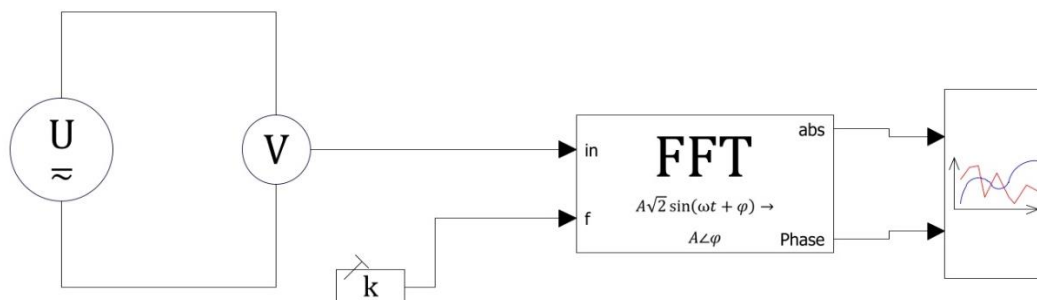 U
V
in
f
FFT
A√2 sin(ωt + φ) →
A∠φ
abs
Phase
k